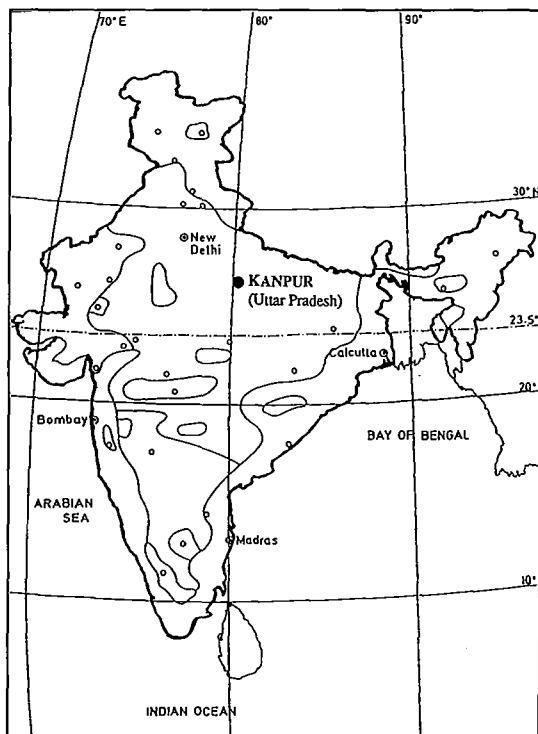 70° E
80°
90°
30° N
New
Delhi
KANPUR
(Uttar Pradesh)
23.5°
Calcutta
20°
Bombay
BAY OF BENGAL
ARABIAN
SEA
Madras
10°
INDIAN OCEAN